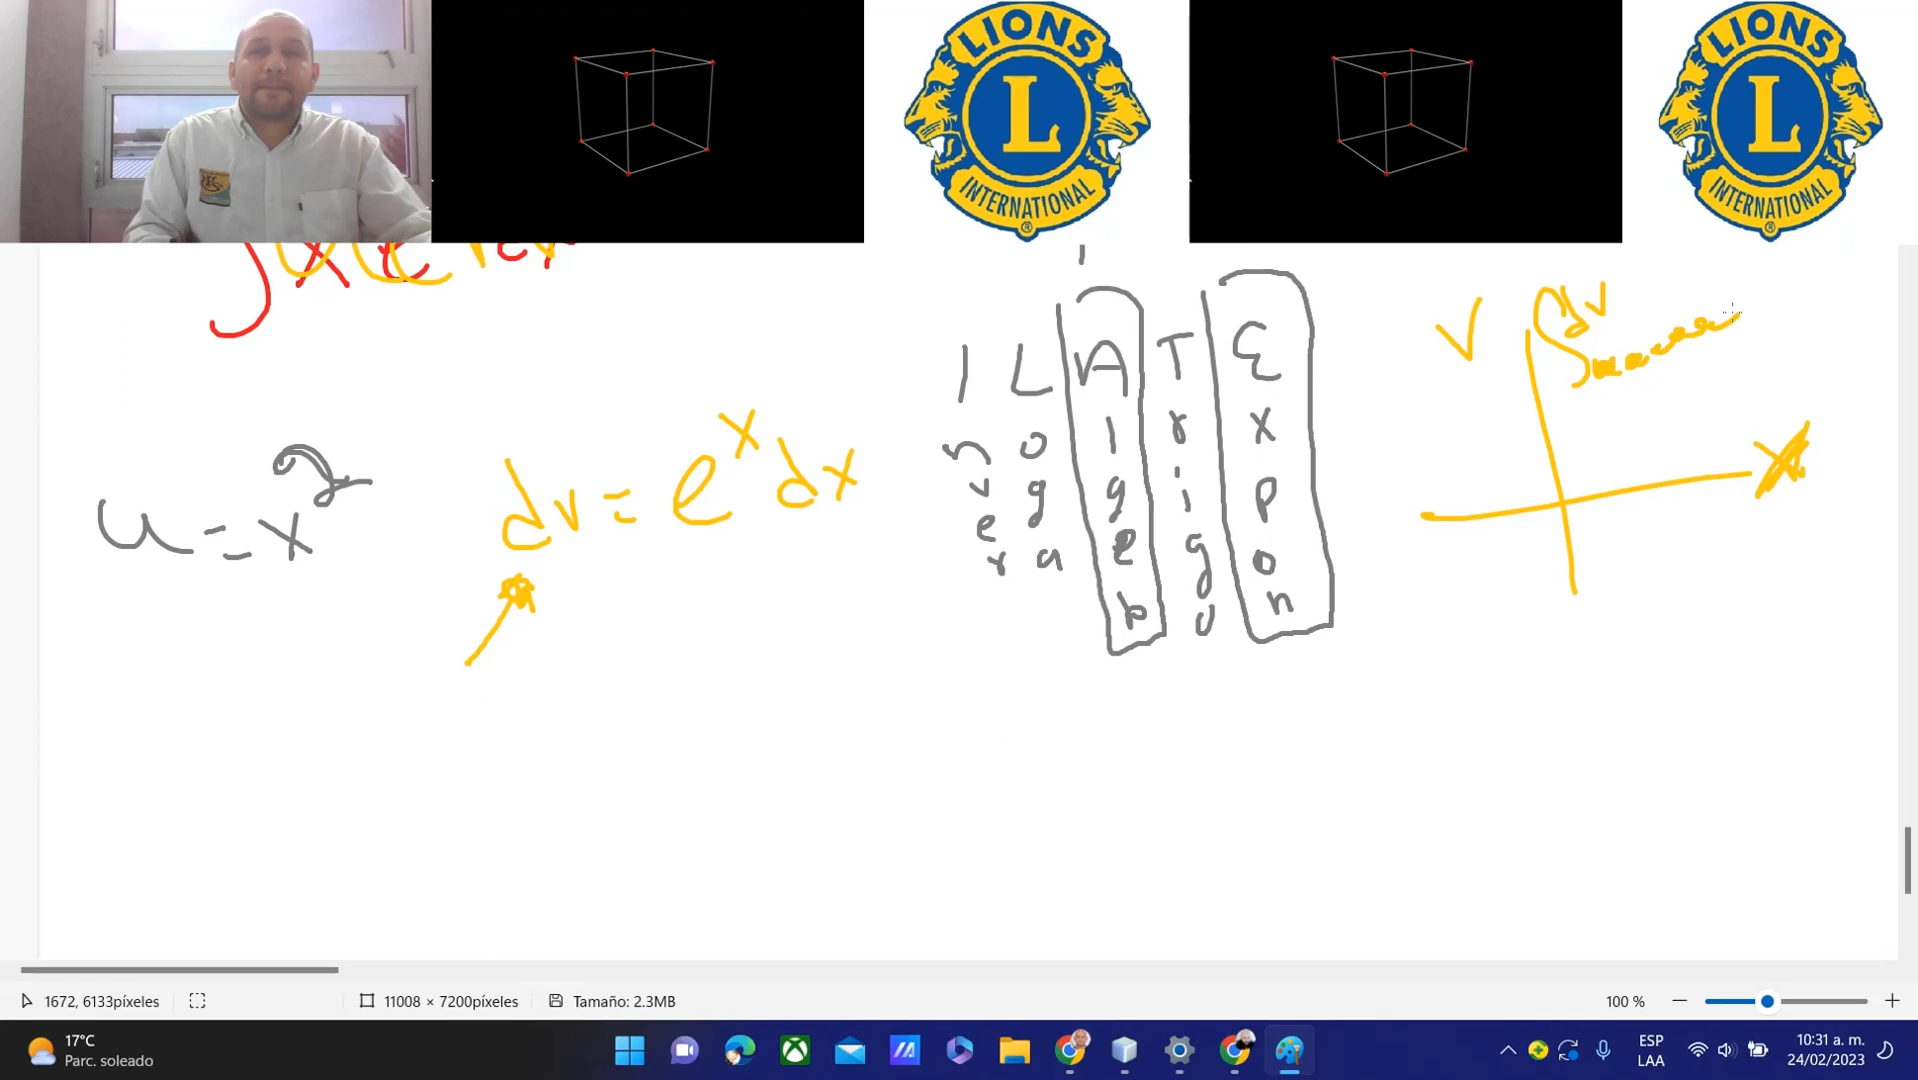 LIONS
L
INTERNATIONAL
®
LIONS
L
INTERNATIONAL
®
I L A T E
n o l r x
v g g i p
e a e g o
r b o n
V dv
u = x²
dv = e^x dx
x
1672, 6133píxeles
11008 × 7200píxeles
Tamaño: 2.3MB
100 %
17°C
Parc. soleado
ESP
LAA
10:31 a. m.
24/02/2023